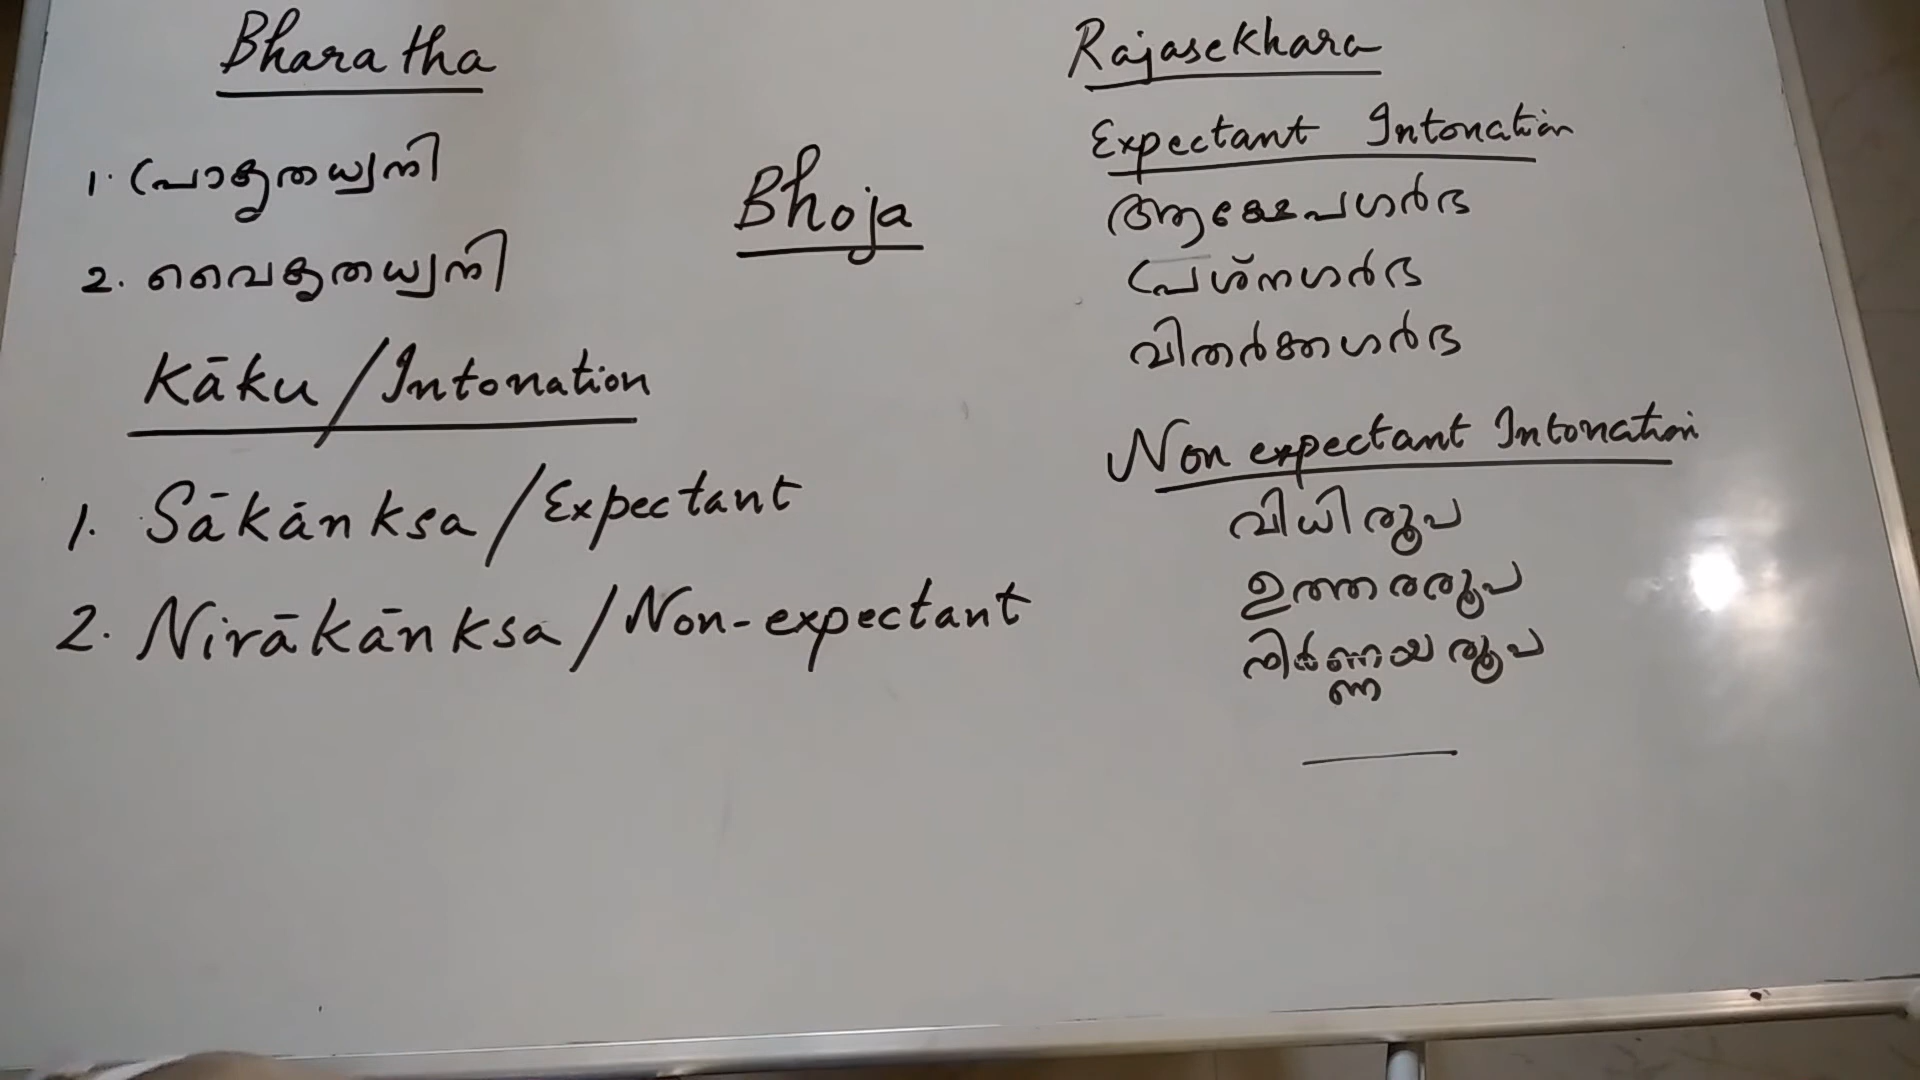 Bharatha
1. പ്രാകൃതധ്വനി
2. വൈകൃതധ്വനി
Kāku / Intonation
1. Sākānksa / Expectant
2. Nirākānksa / Non-expectant
Bhoja
Rajasekhara
Expectant Intonation
ആക്ഷേപഗർഭ
പ്രശ്നഗർഭ
വിതർക്കഗർഭ
Non expectant Intonation
വിധിരൂപ
ഉത്തരരൂപ
നിർണ്ണയരൂപ
ണ്ണ